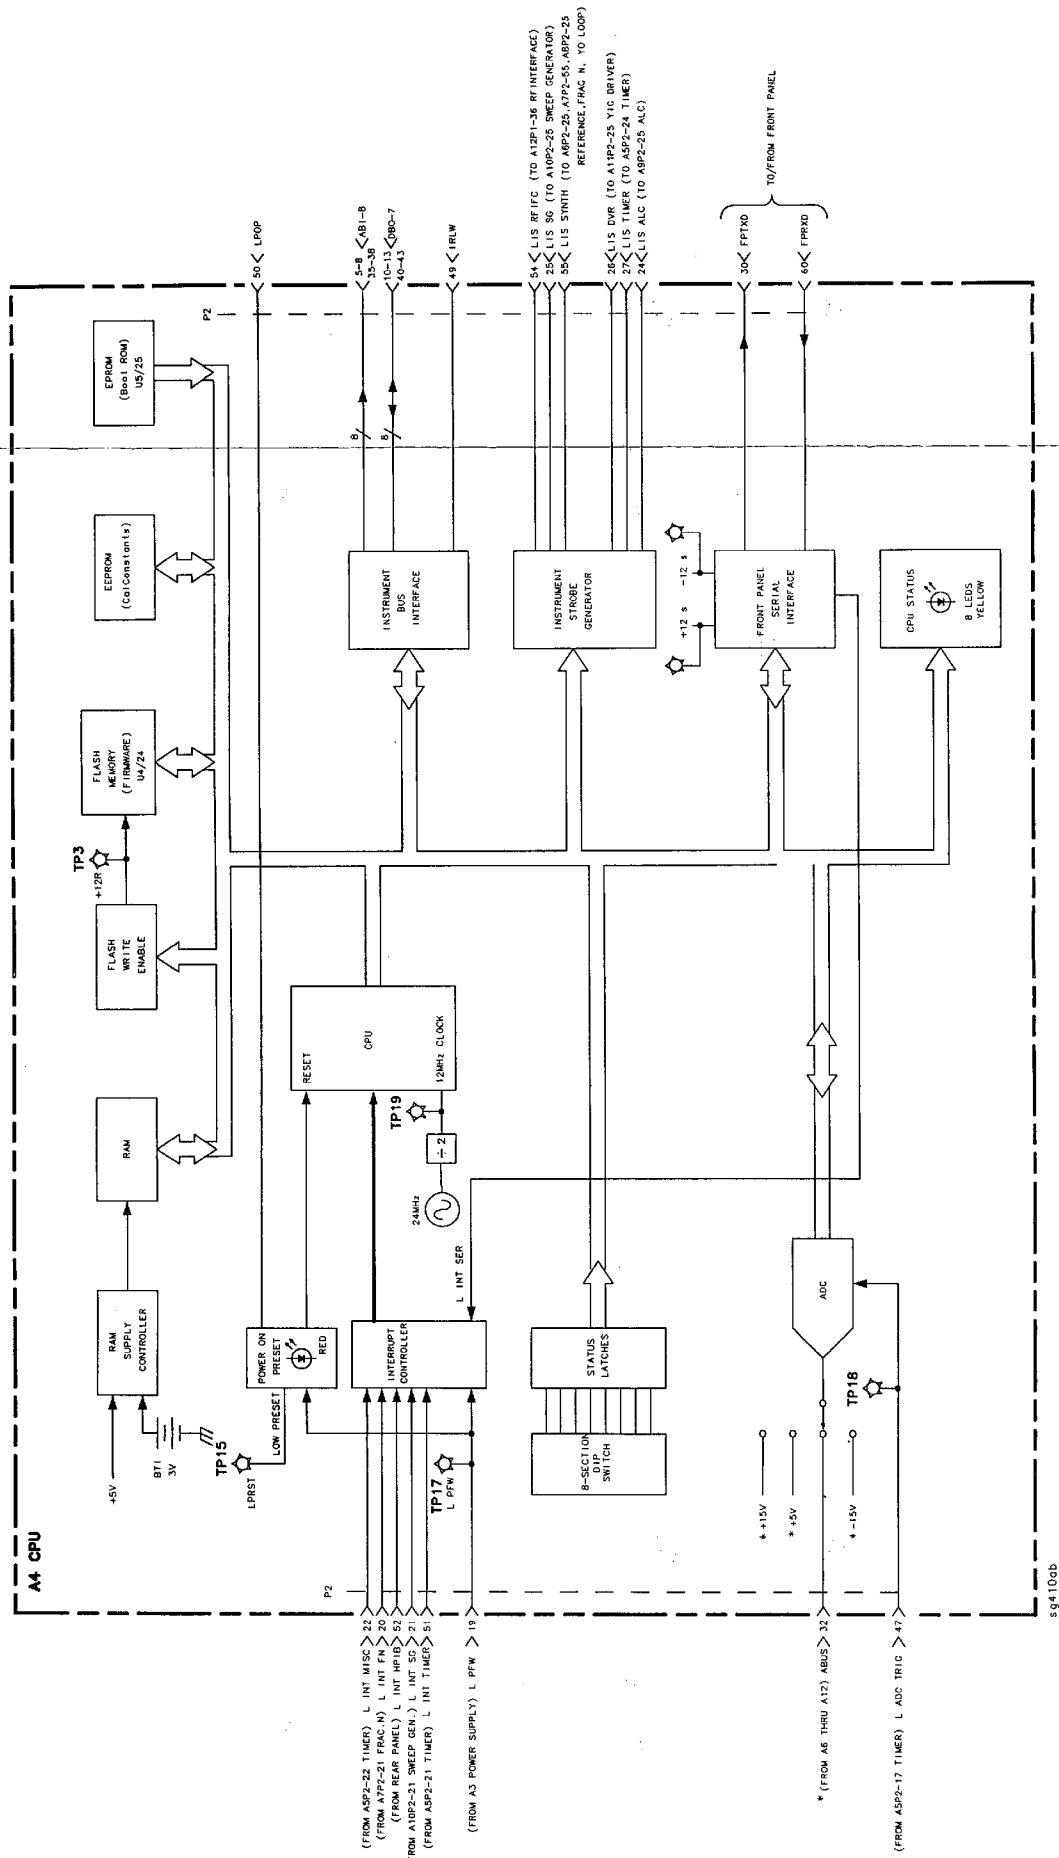 A4 CPU
+5V
BT1
3V
RAM
SUPPLY
CONTROLLER
RAM
FLASH
WRITE
ENABLE
+12R
TP3
FLASH
MEMORY
(FIRMWARE)
U4/24
EEPROM
(CalConstants)
EPROM
(Boot ROM)
U5/25
TP15
LPRST
LOW PRESET
POWER ON
PRESET
RED
P2
50 LPOP
RESET
CPU
12MHz CLOCK
TP19
÷ 2
24MHz
INTERRUPT
CONTROLLER
L INT SER
TP17
L PFW
P2
(FROM A5P2-22 TIMER) L INT MISC 22
(FROM A7P2-21 FRAC.N) L INT FN 20
(FROM REAR PANEL) L INT HPIB 52
FROM A10P2-21 SWEEP GEN.) L INT SG 21
(FROM A5P2-21 TIMER) L INT TIMER 51
(FROM A3 POWER SUPPLY) L PFW 19
INSTRUMENT
BUS
INTERFACE
8
8
5-8 AB1-8
35-38
10-13 DB0-7
40-43
49 IRLW
8-SECTION
DIP
SWITCH
STATUS
LATCHES
INSTRUMENT
STROBE
GENERATOR
54 LIS RFIFC (TO A12P1-36 RFINTERFACE)
25 LIS SG (TO A10P2-25 SWEEP GENERATOR)
55 LIS SYNTH (TO A6P2-25,A7P2-55,A8P2-25
REFERENCE,FRAC N, YO LOOP)
26 LIS DVR (TO A11P2-25 YIG DRIVER)
27 LIS TIMER (TO A5P2-24 TIMER)
24 LIS ALC (TO A9P2-25 ALC)
+12 s
-12 s
FRONT PANEL
SERIAL
INTERFACE
30 FPTXD
60 FPRXD
TO/FROM FRONT PANEL
* +15V
* +5V
* -15V
ADC
TP18
CPU STATUS
8 LEDS
YELLOW
* (FROM A6 THRU A12) ABUS 32
(FROM A5P2-17 TIMER) L ADC TRIG 47
sg410ab